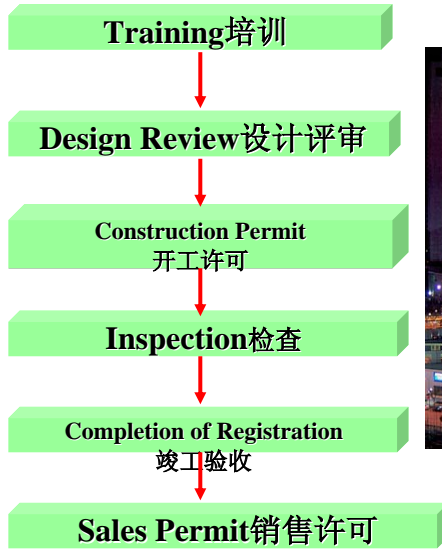 Training培训
Design Review设计评审
Construction Permit
开工许可
Inspection检查
Completion of Registration
竣工验收
Sales Permit销售许可